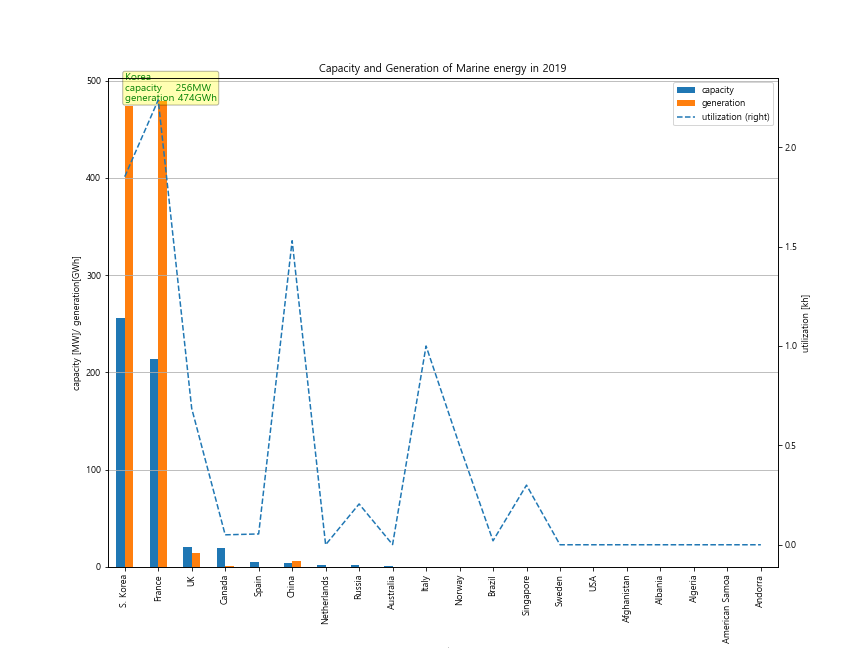 Capacity and Generation of Marine energy in 2019
Korea
capacity 256MW
generation 474GWh
capacity
generation
utilization (right)
500
400
300
200
100
0
capacity [MW]/ generation[GWh]
2.0
1.5
1.0
0.5
0.0
utilization [kh]
S. Korea
France
UK
Canada
Spain
China
Netherlands
Russia
Australia
Italy
Norway
Brazil
Singapore
Sweden
USA
Afghanistan
Albania
Algeria
American Samoa
Andorra